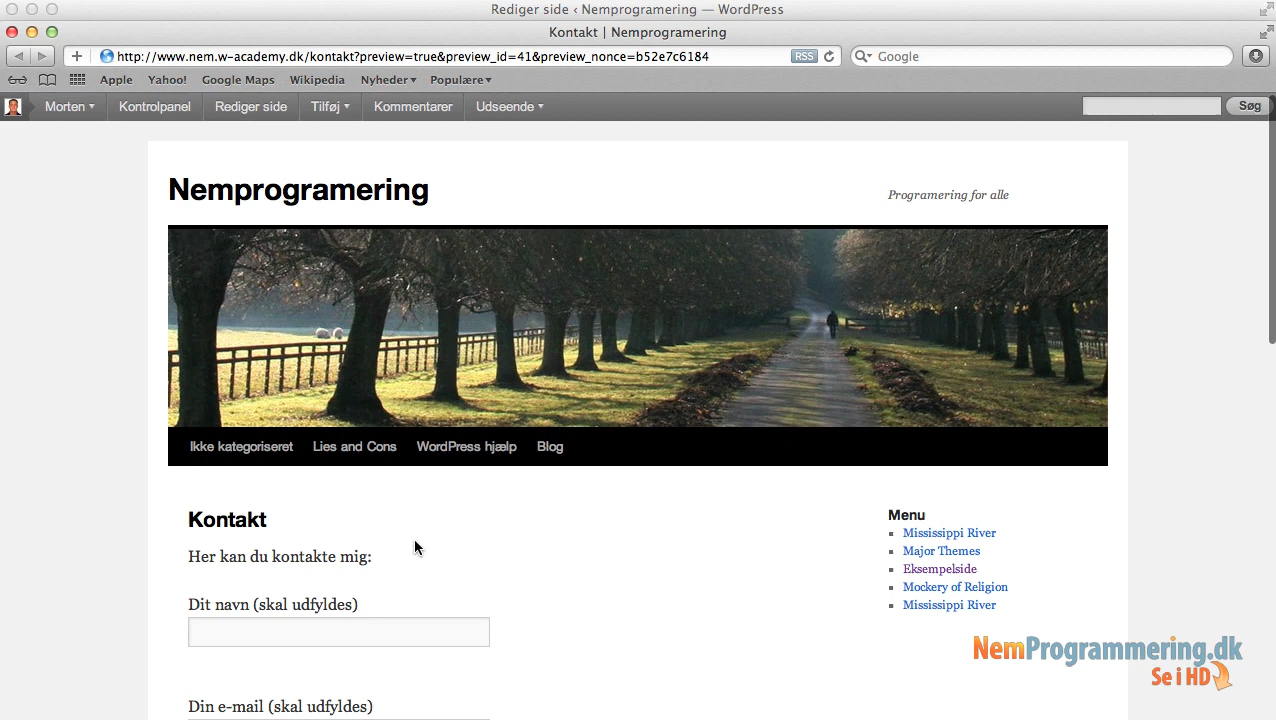 Rediger side ‹ Nemprogramering — WordPress
Kontakt | Nemprogramering
http://www.nem.w-academy.dk/kontakt?preview=true&preview_id=41&preview_nonce=b52e7c6184 RSS Google
Apple Yahoo! Google Maps Wikipedia Nyheder Populære
Morten Kontrolpanel Rediger side Tilføj Kommentarer Udseende Søg
Nemprogramering
Programering for alle
Ikke kategoriseret Lies and Cons WordPress hjælp Blog
Kontakt
Her kan du kontakte mig:
Dit navn (skal udfyldes)
Din e-mail (skal udfyldes)
Menu
Mississippi River
Major Themes
Eksempelside
Mockery of Religion
Mississippi River
NemProgrammering.dk
Se i HD